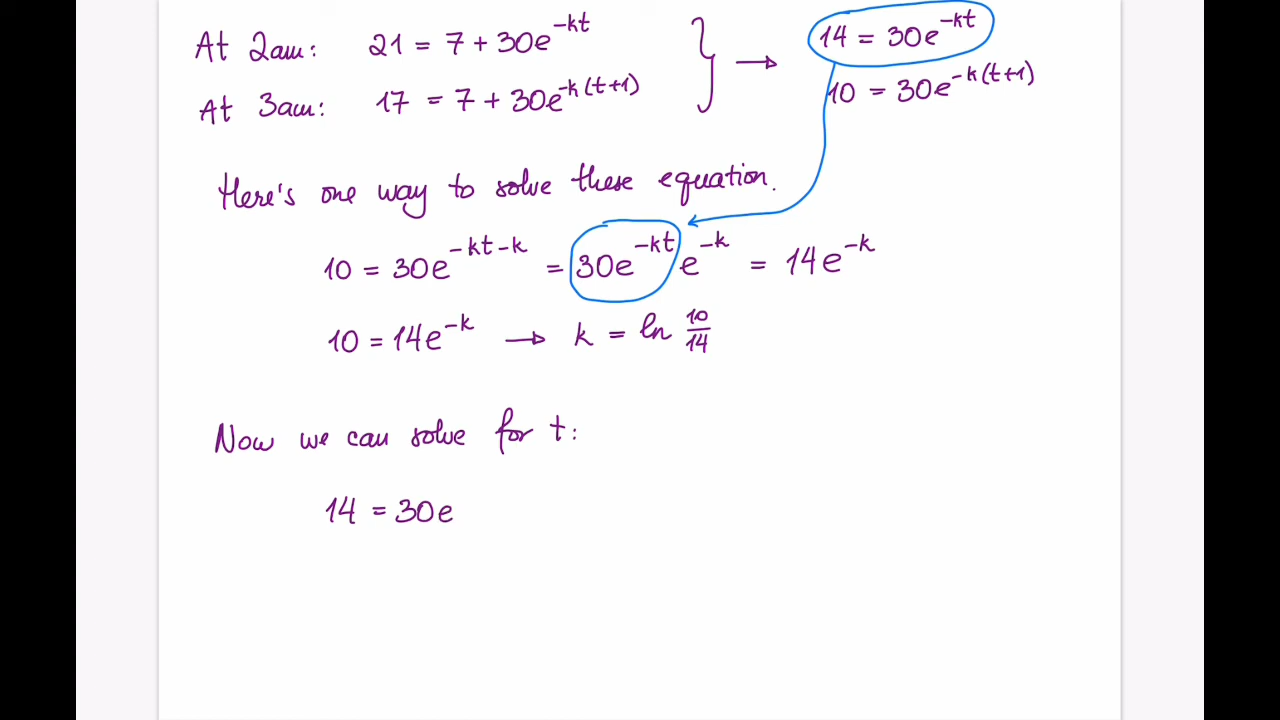 At 2am: 21 = 7 + 30e^{-kt} } → 14 = 30e^{-kt}
At 3am: 17 = 7 + 30e^{-k(t+1)} 10 = 30e^{-k(t+1)}
Here's one way to solve these equation.
10 = 30e^{-kt-k} = 30e^{-kt} e^{-k} = 14e^{-k}
10 = 14e^{-k} → k = ln 10/14
Now we can solve for t:
14 = 30e